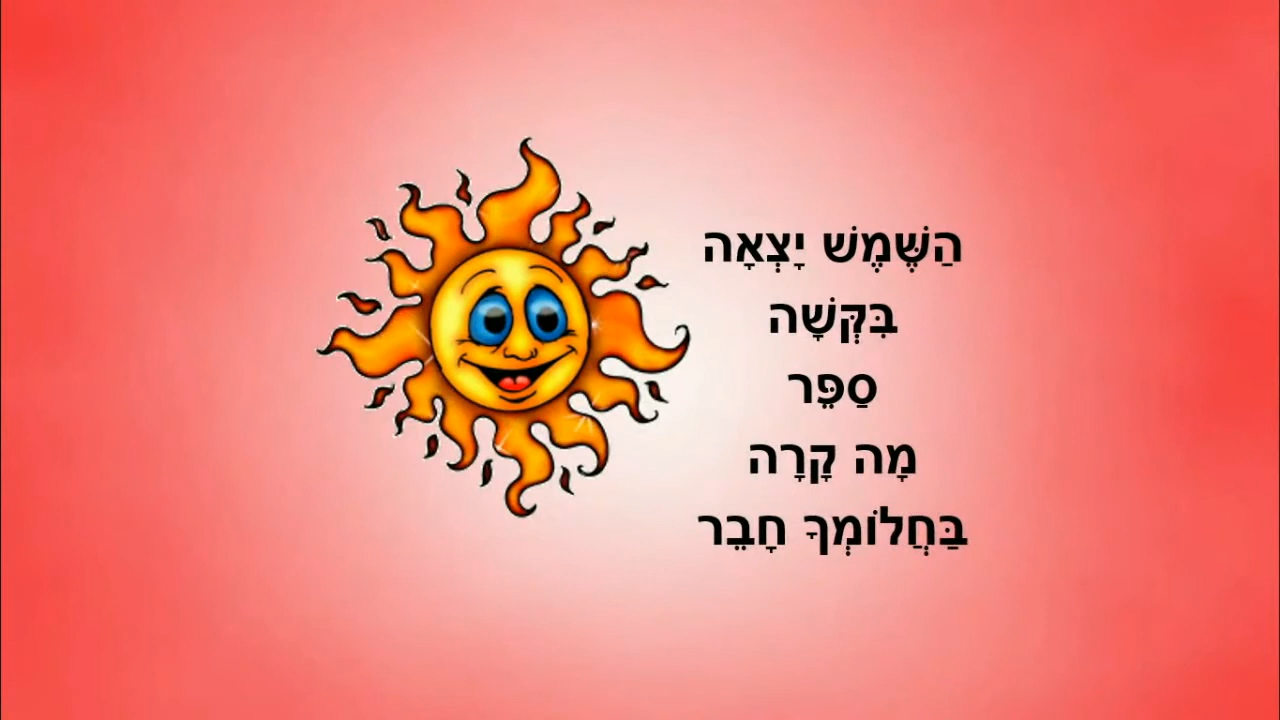 הַשֶּׁמֶשׁ יָצְאָה
בִּקְּשָׁה
סַפֵּר
מָה קָרָה
בַּחֲלוֹמְךָ חָבֵר